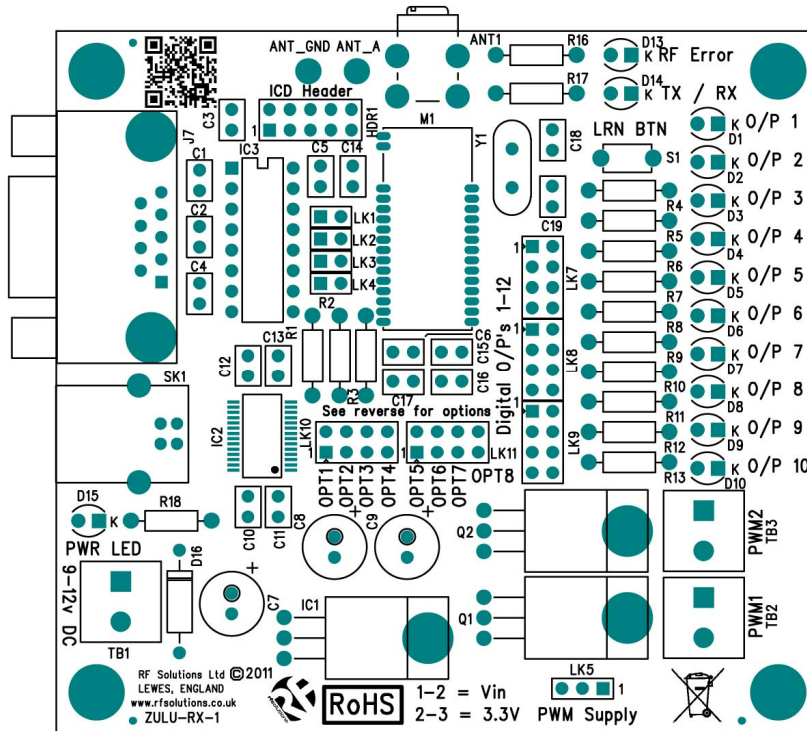 ANT_GND ANT_A
ANT1
R16
D13
K RF Error
R17
D14
K TX / RX
ICD Header
HDR1
1
C3
M1
Y1
C18
LRN BTN
S1
K O/P 1
D1
K O/P 2
D2
K O/P 3
D3
K O/P 4
D4
K O/P 5
D5
K O/P 6
D6
K O/P 7
D7
K O/P 8
D8
K O/P 9
D9
K O/P 10
D10
J7
C1
IC3
C5
C14
C2
C4
LK1
LK2
LK3
LK4
C19
R4
R5
R6
R7
R8
R9
R10
R11
R12
R13
1
LK7
1
LK8
1
LK9
Digital O/P's 1-12
R2
R1
R3
C6
C15
C16
C17
C12
C13
SK1
IC2
See reverse for options
LK10
1
1
LK11
OPT1
OPT2
OPT3
OPT4
OPT5
OPT6
OPT7
OPT8
D15
K
R18
C10
C11
C8
+
C9
+
Q2
PWM2
TB3
PWR LED
D16
9-12v DC
TB1
+
C7
IC1
Q1
PWM1
TB2
RF Solutions Ltd ©2011
LEWES, ENGLAND
www.rfsolutions.co.uk
ZULU-RX-1
RF
solutions
RoHS
1-2 = Vin
2-3 = 3.3V
LK5
1
PWM Supply